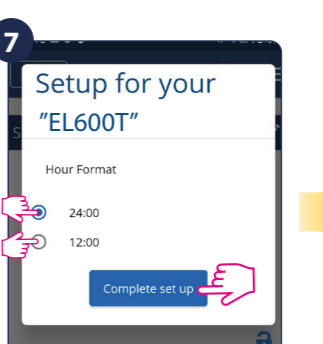 7
Setup for your
"EL600T"
Hour Format
24:00
12:00
Complete set up